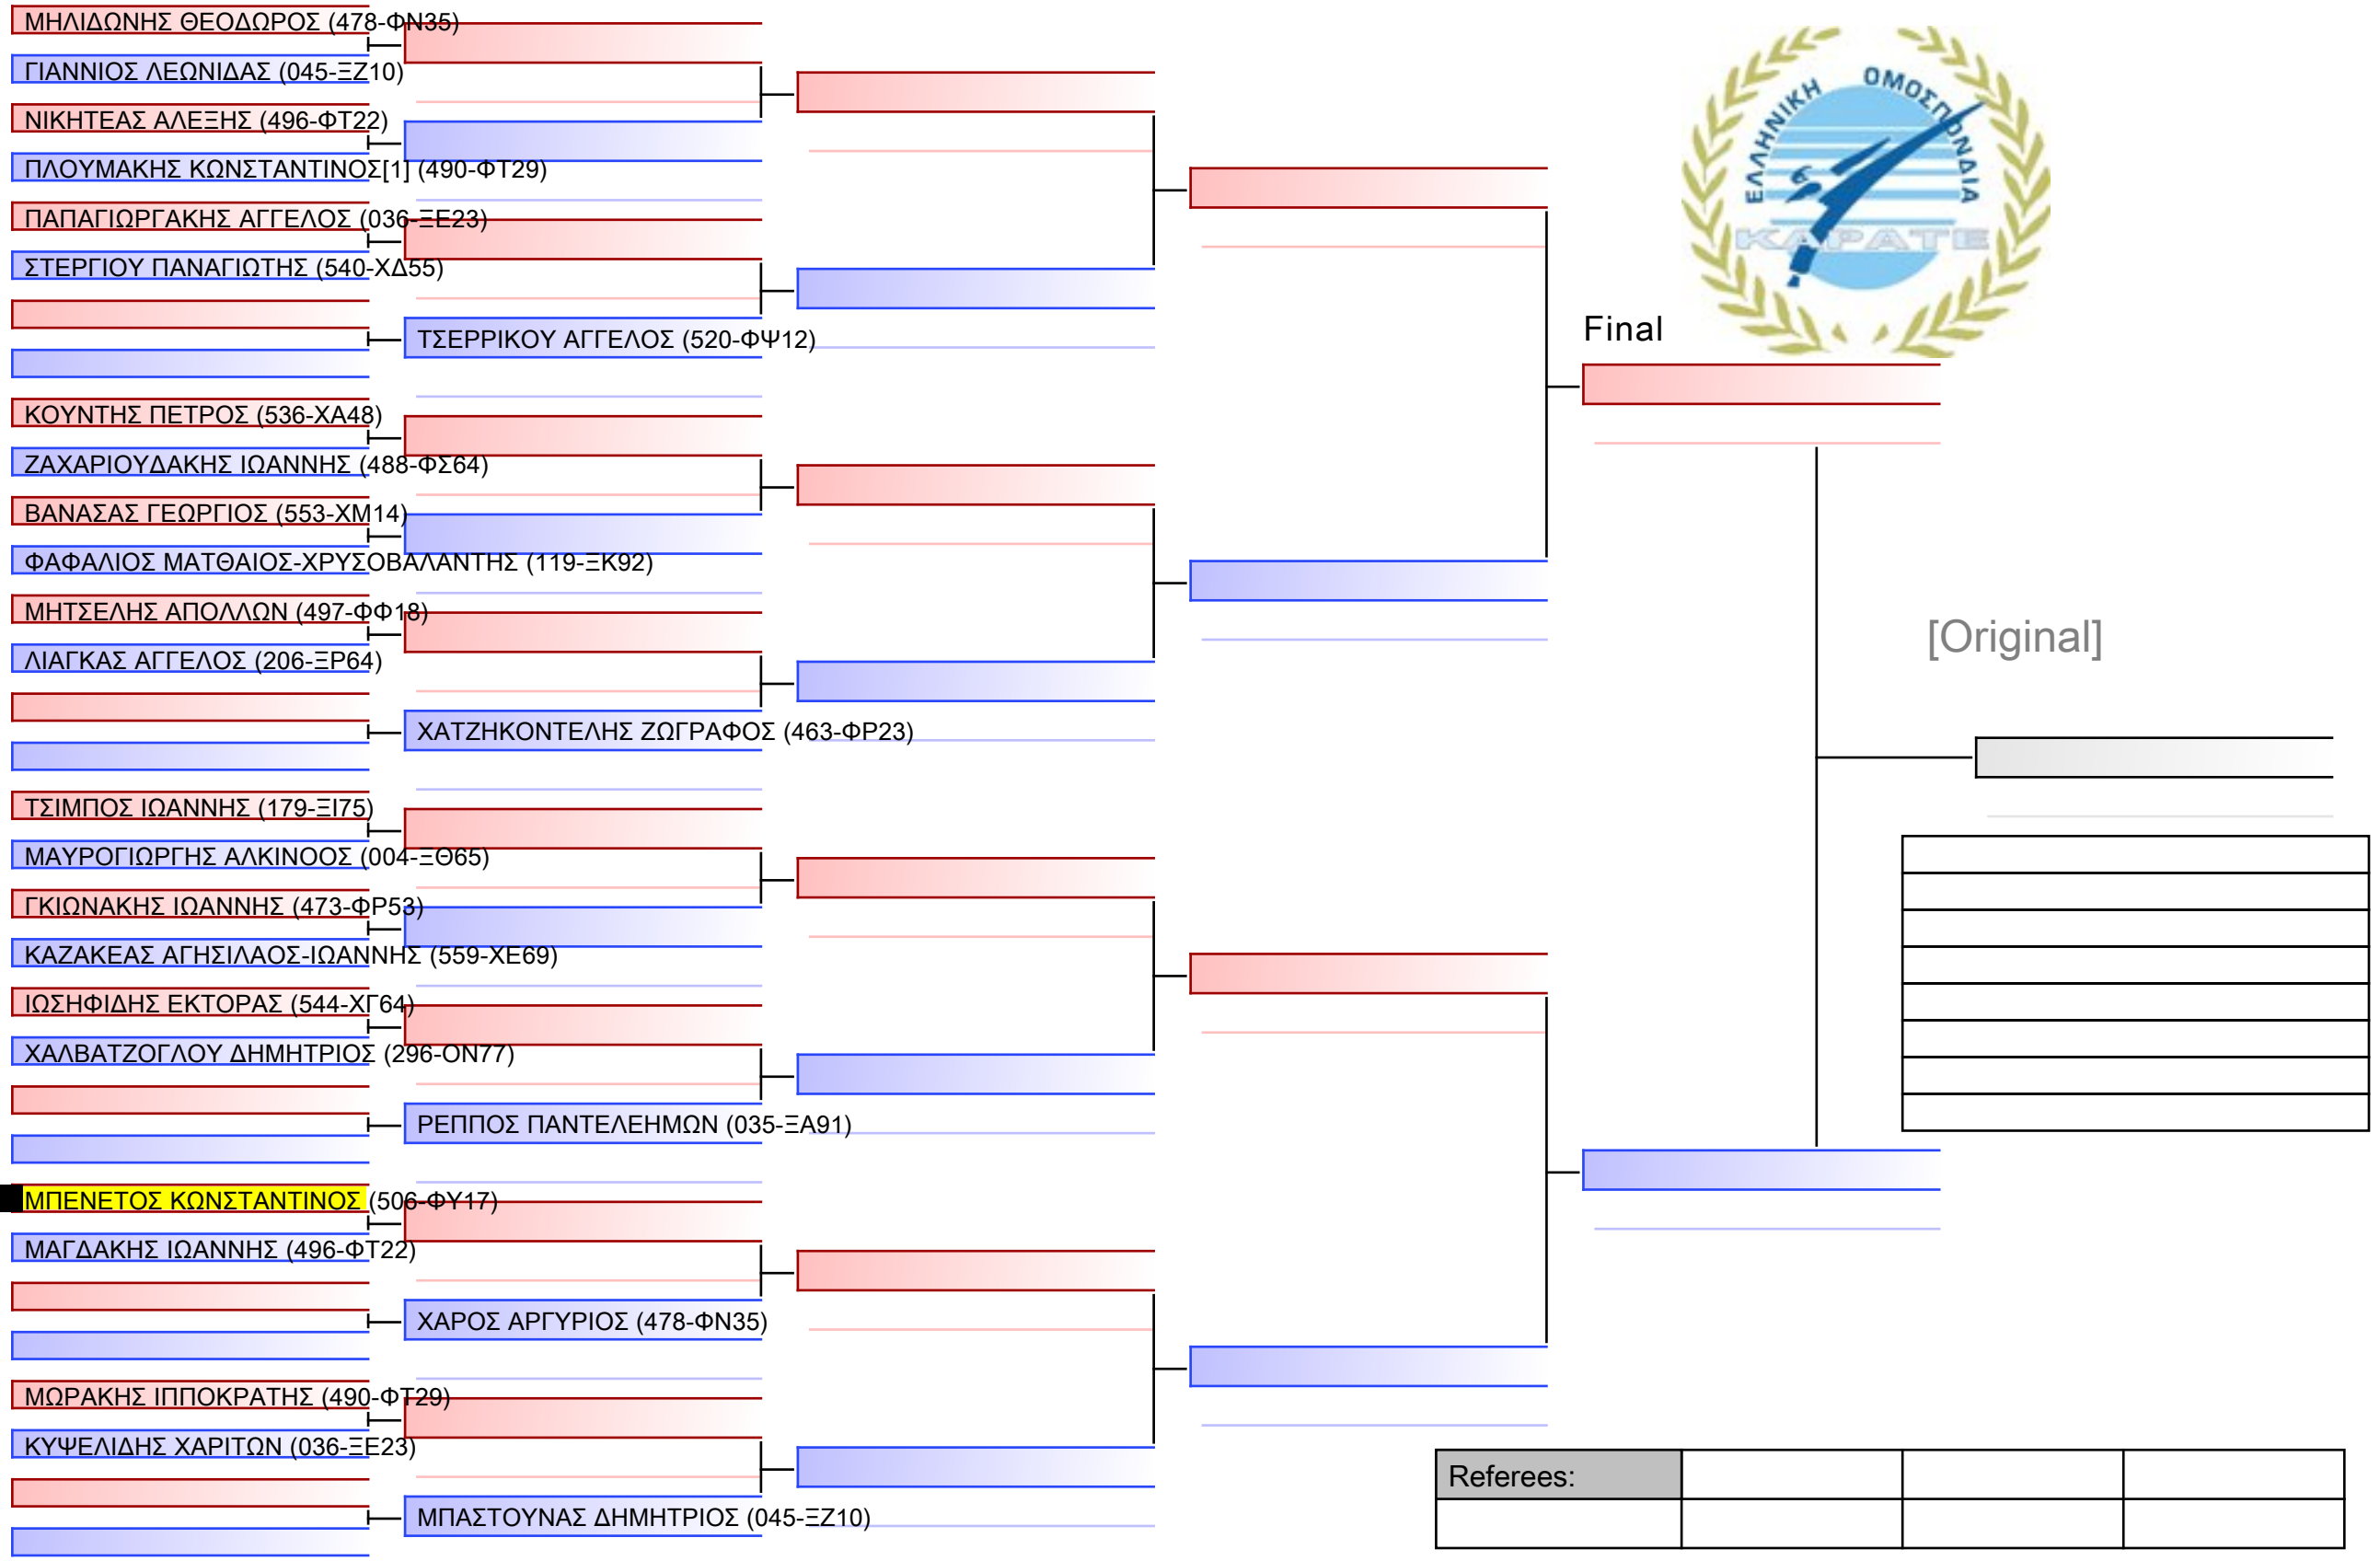 ΜΗΛΙΔΩΝΗΣ ΘΕΟΔΩΡΟΣ (478-ΦΝ35)
ΓΙΑΝΝΙΟΣ ΛΕΩΝΙΔΑΣ (045-ΞΖ10)
ΝΙΚΗΤΕΑΣ ΑΛΕΞΗΣ (496-ΦΤ22)
ΠΛΟΥΜΑΚΗΣ ΚΩΝΣΤΑΝΤΙΝΟΣ[1] (490-ΦΤ29)
ΠΑΠΑΓΙΩΡΓΑΚΗΣ ΑΓΓΕΛΟΣ (036-ΞΕ23)
ΣΤΕΡΓΙΟΥ ΠΑΝΑΓΙΩΤΗΣ (540-ΧΔ55)
ΤΣΕΡΡΙΚΟΥ ΑΓΓΕΛΟΣ (520-ΦΨ12)
ΚΟΥΝΤΗΣ ΠΕΤΡΟΣ (536-ΧΑ48)
ΖΑΧΑΡΙΟΥΔΑΚΗΣ ΙΩΑΝΝΗΣ (488-ΦΣ64)
ΒΑΝΑΣΑΣ ΓΕΩΡΓΙΟΣ (553-ΧΜ14)
ΦΑΦΑΛΙΟΣ ΜΑΤΘΑΙΟΣ-ΧΡΥΣΟΒΑΛΑΝΤΗΣ (119-ΞΚ92)
ΜΗΤΣΕΛΗΣ ΑΠΟΛΛΩΝ (497-ΦΦ18)
ΛΙΑΓΚΑΣ ΑΓΓΕΛΟΣ (206-ΞΡ64)
ΧΑΤΖΗΚΟΝΤΕΛΗΣ ΖΩΓΡΑΦΟΣ (463-ΦΡ23)
ΤΣΙΜΠΟΣ ΙΩΑΝΝΗΣ (179-ΞΙ75)
ΜΑΥΡΟΓΙΩΡΓΗΣ ΑΛΚΙΝΟΟΣ (004-ΞΘ65)
ΓΚΙΩΝΑΚΗΣ ΙΩΑΝΝΗΣ (473-ΦΡ53)
ΚΑΖΑΚΕΑΣ ΑΓΗΣΙΛΑΟΣ-ΙΩΑΝΝΗΣ (559-ΧΕ69)
ΙΩΣΗΦΙΔΗΣ ΕΚΤΟΡΑΣ (544-ΧΓ64)
ΧΑΛΒΑΤΖΟΓΛΟΥ ΔΗΜΗΤΡΙΟΣ (296-ΟΝ77)
ΡΕΠΠΟΣ ΠΑΝΤΕΛΕΗΜΩΝ (035-ΞΑ91)
ΜΠΕΝΕΤΟΣ ΚΩΝΣΤΑΝΤΙΝΟΣ (506-ΦΥ17)
ΜΑΓΔΑΚΗΣ ΙΩΑΝΝΗΣ (496-ΦΤ22)
ΧΑΡΟΣ ΑΡΓΥΡΙΟΣ (478-ΦΝ35)
ΜΩΡΑΚΗΣ ΙΠΠΟΚΡΑΤΗΣ (490-ΦΤ29)
ΚΥΨΕΛΙΔΗΣ ΧΑΡΙΤΩΝ (036-ΞΕ23)
ΜΠΑΣΤΟΥΝΑΣ ΔΗΜΗΤΡΙΟΣ (045-ΞΖ10)
ΕΛΛΗΝΙΚΗ ΟΜΟΣΠΟΝΔΙΑ
ΚΑΡΑΤΕ
Final
[Original]
Referees: